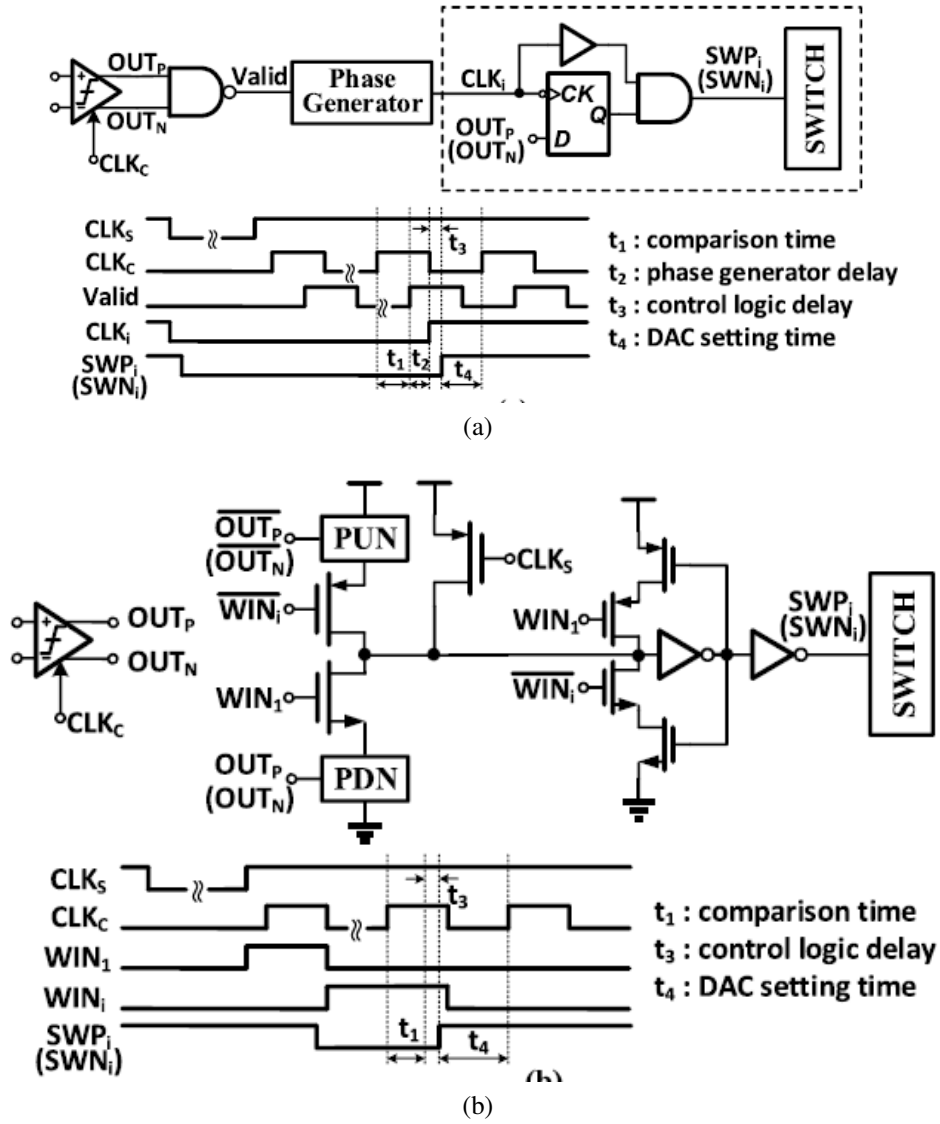 OUTP
OUTN
CLKC
Valid
Phase
Generator
CLKi
CK
Q
D
OUTP
(OUTN)
SWPi
(SWNi)
SWITCH
CLKS
CLKC
Valid
CLKi
SWPi
(SWNi)
t3
t1
t2
t4
t1 : comparison time
t2 : phase generator delay
t3 : control logic delay
t4 : DAC setting time
(a)
OUTP
OUTN
CLKC
OUTP
(OUTN)
PUN
WINi
WIN1
OUTP
(OUTN)
PDN
CLKS
WIN1
WINi
SWPi
(SWNi)
SWITCH
CLKS
CLKC
WIN1
WINi
SWPi
(SWNi)
t3
t1
t4
t1 : comparison time
t3 : control logic delay
t4 : DAC setting time
(b)
(b)